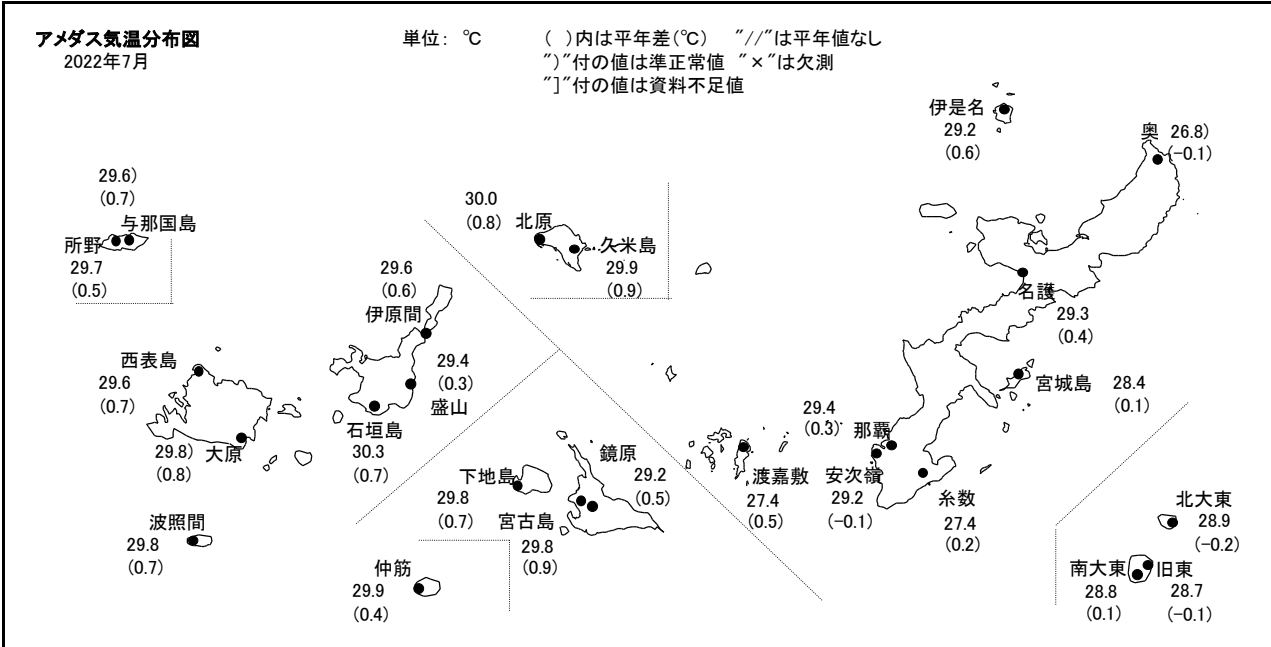 アメダス気温分布図
2022年7月
単位: ℃
( )内は平年差(℃) "//"は平年値なし
")"付の値は準正常値 "×"は欠測
"]"付の値は資料不足値
伊是名
29.2
(0.6)
奥 26.8)
(-0.1)
29.6)
(0.7)
与那国島
所野
29.7
(0.5)
30.0
(0.8)
北原
久米島
29.9
(0.9)
29.6
(0.6)
伊原間
名護
29.3
(0.4)
西表島
29.6
(0.7)
29.4
(0.3)
盛山
宮城島 28.4
(0.1)
29.8)
(0.8)
大原
石垣島
30.3
(0.7)
29.4
(0.3)
那覇
鏡原
29.2
(0.5)
下地島
29.8
(0.7)
宮古島
29.8
(0.9)
渡嘉敷
27.4
(0.5)
安次嶺
29.2
(-0.1)
糸数
27.4
(0.2)
北大東
28.9
(-0.2)
波照間
29.8
(0.7)
仲筋
29.9
(0.4)
南大東
28.8
(0.1)
旧東
28.7
(-0.1)